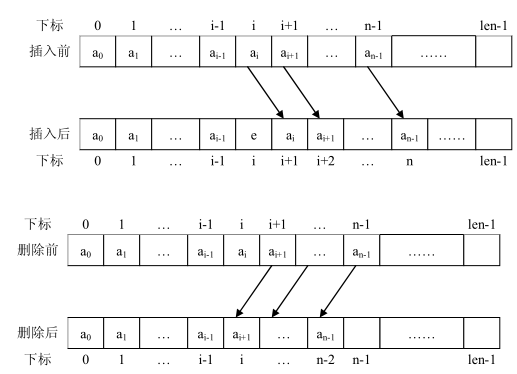 下标 0 1 … i-1 i i+1 … n-1 len-1
插入前 a₀ a₁ … aᵢ₋₁ aᵢ aᵢ₊₁ … aₙ₋₁ ……
插入后 a₀ a₁ … aᵢ₋₁ e aᵢ aᵢ₊₁ … aₙ₋₁ ……
下标 0 1 … i-1 i i+1 i+2 … n len-1
下标 0 1 … i-1 i i+1 … n-1 len-1
删除前 a₀ a₁ … aᵢ₋₁ aᵢ aᵢ₊₁ … aₙ₋₁ ……
删除后 a₀ a₁ … aᵢ₋₁ aᵢ₊₁ … aₙ₋₁ ……
下标 0 1 … i-1 i … n-2 n-1 len-1